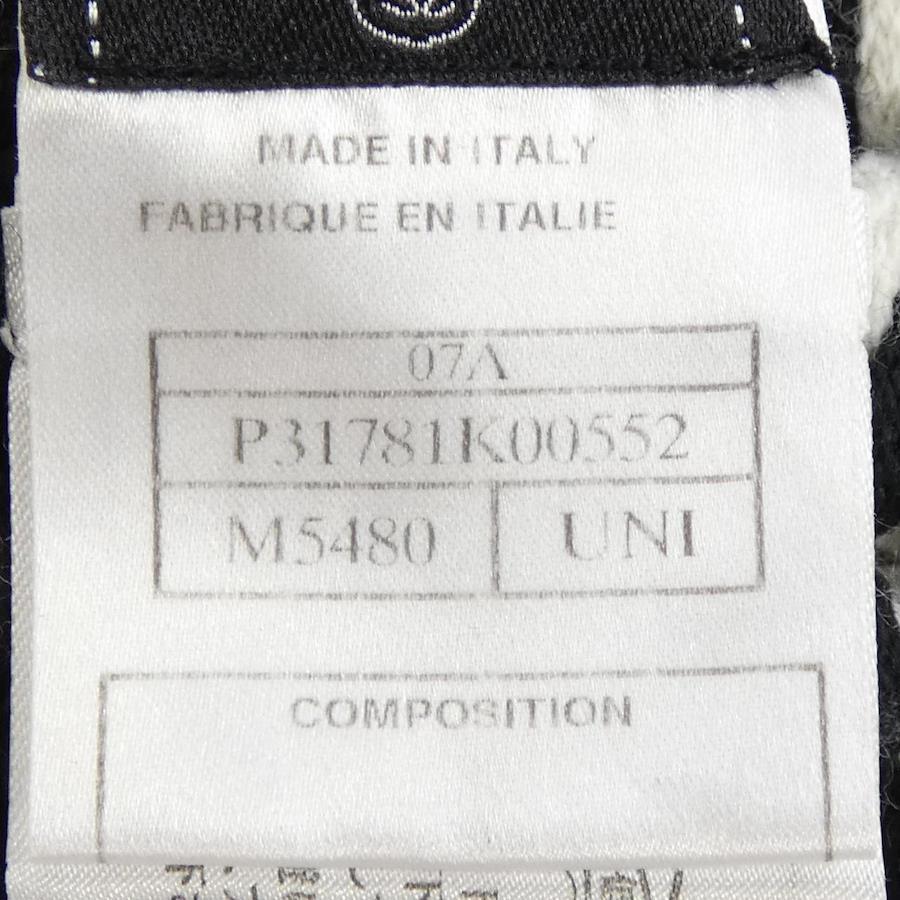 MADE IN ITALY
FABRIQUE EN ITALIE
07A
P31781K00552
M5480 UNI
COMPOSITION